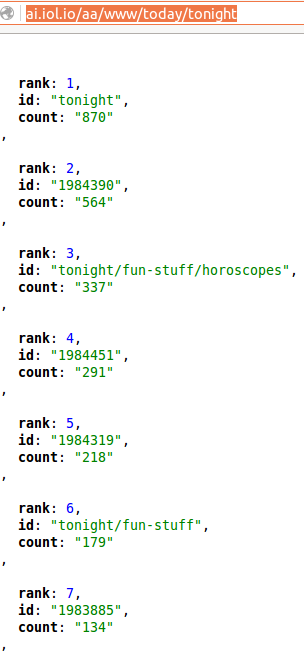 ai.iol.io/aa/www/today/tonight
rank: 1,
id: "tonight",
count: "870"
,
rank: 2,
id: "1984390",
count: "564"
,
rank: 3,
id: "tonight/fun-stuff/horoscopes",
count: "337"
,
rank: 4,
id: "1984451",
count: "291"
,
rank: 5,
id: "1984319",
count: "218"
,
rank: 6,
id: "tonight/fun-stuff",
count: "179"
,
rank: 7,
id: "1983885",
count: "134"
,